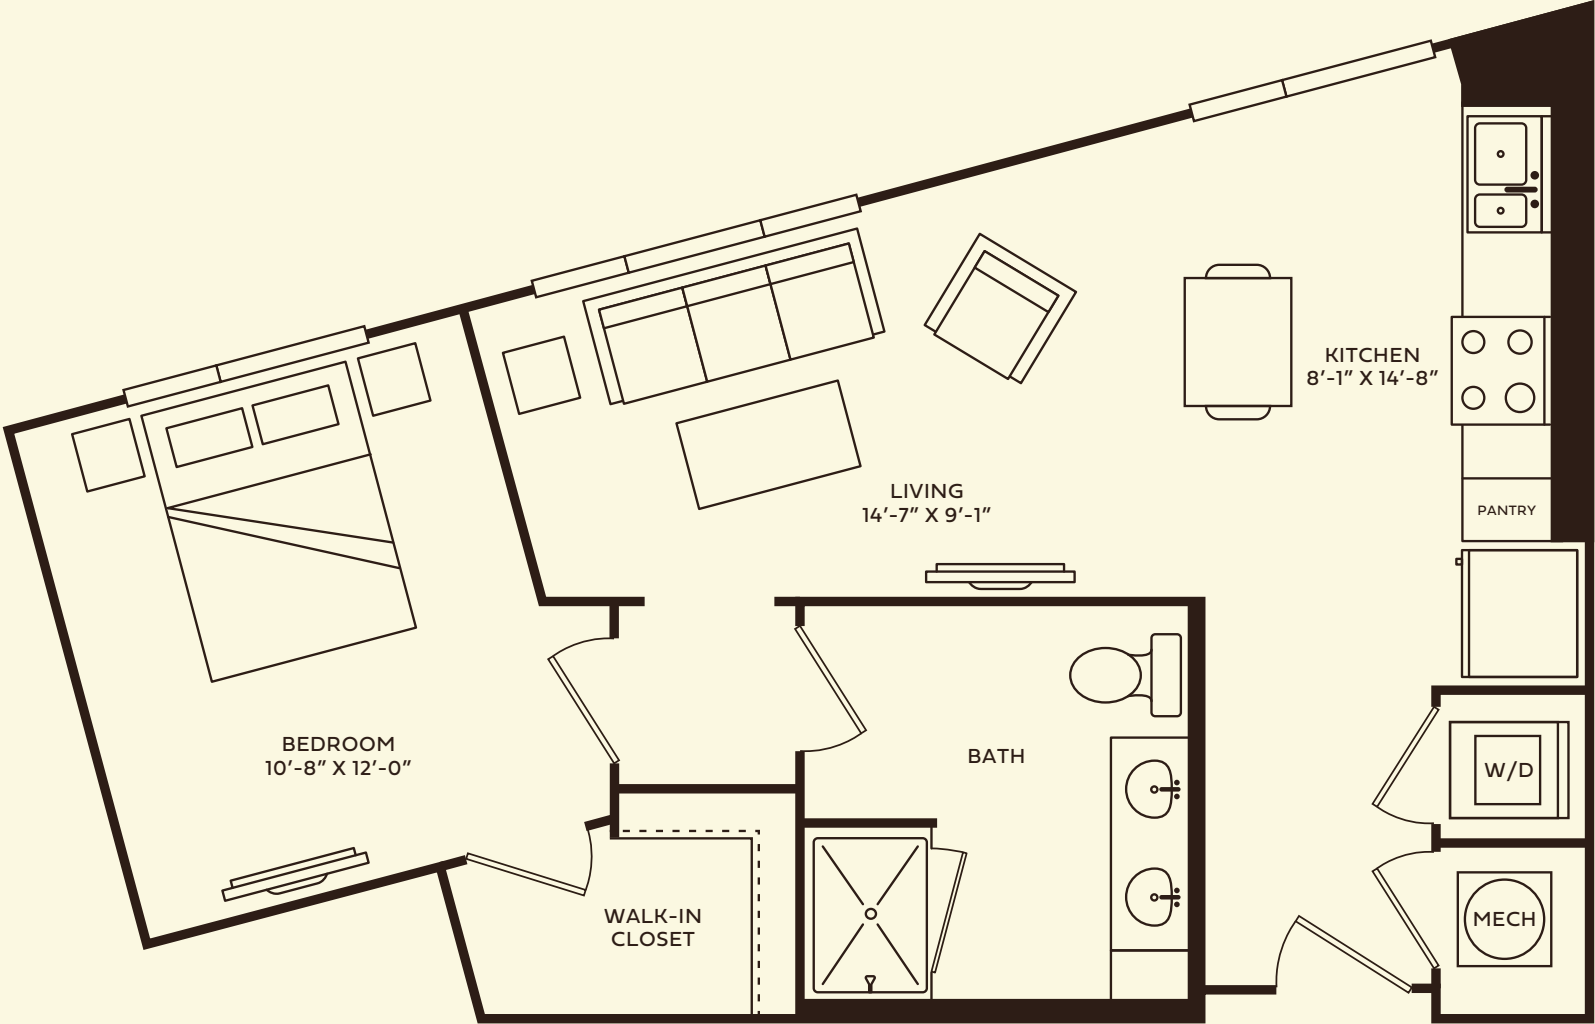 KITCHEN
8’-1” X 14’-8”
LIVING
14’-7” X 9’-1”
PANTRY
BEDROOM
10’-8” X 12’-0”
BATH
W/D
WALK-IN
CLOSET
MECH